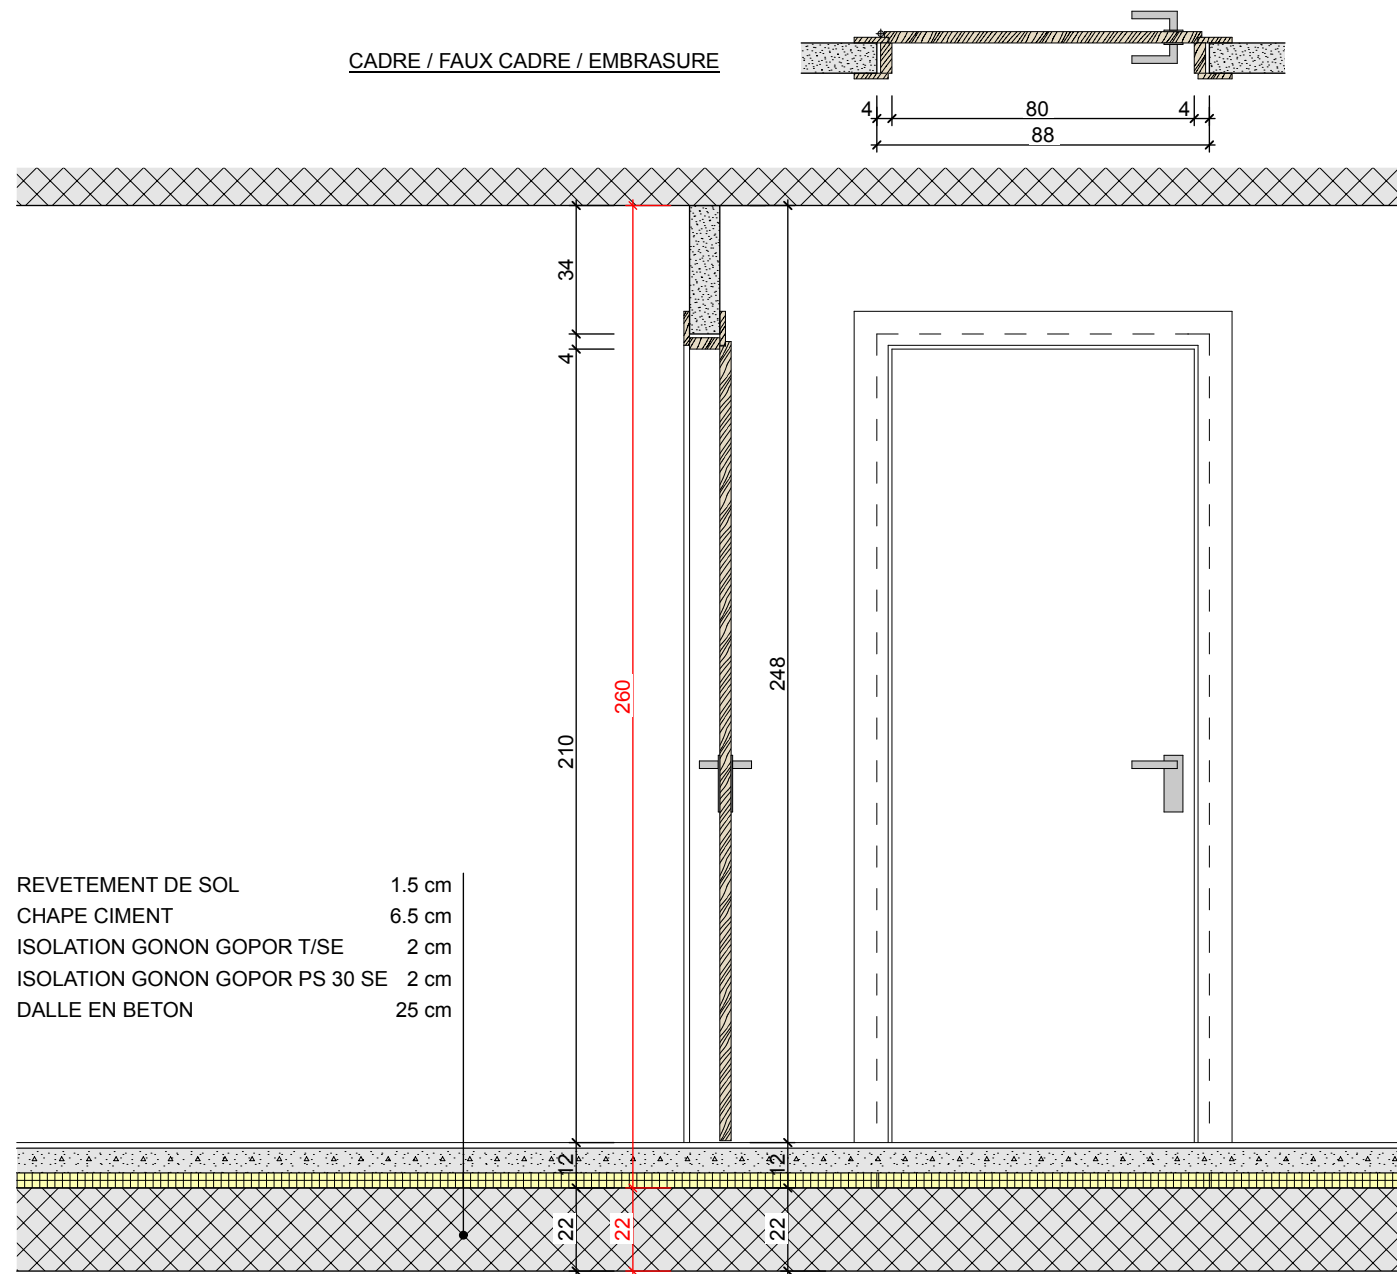 CADRE / FAUX CADRE / EMBRASURE
4 80 4
88
34
4
260
248
210
REVETEMENT DE SOL 1.5 cm
CHAPE CIMENT 6.5 cm
ISOLATION GONON GOPOR T/SE 2 cm
ISOLATION GONON GOPOR PS 30 SE 2 cm
DALLE EN BETON 25 cm
12 12
22 22 22